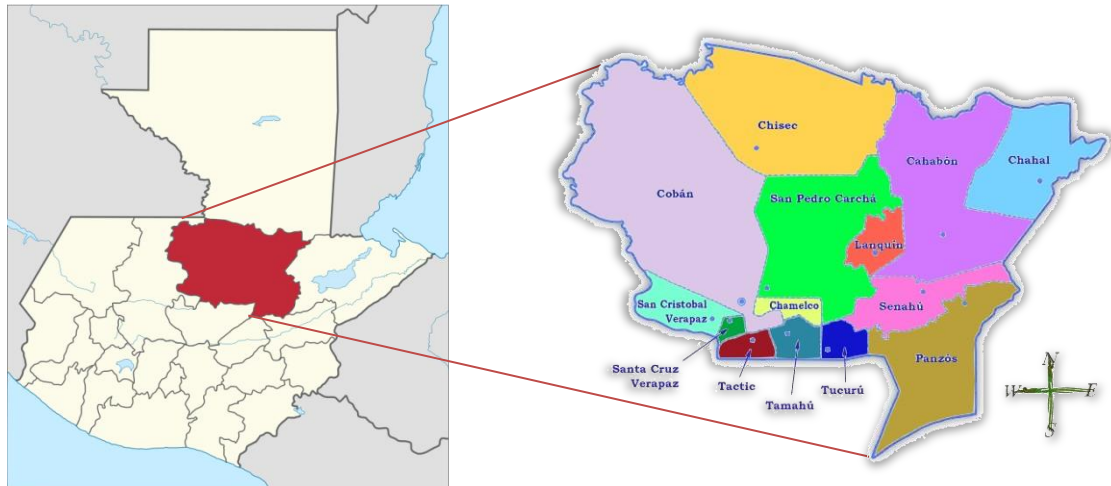 Chisec
Cahabón
Chahal
Cobán
San Pedro Carchá
Lanquín
San Cristobal
Verapaz
Chamelco
Senahú
Santa Cruz
Verapaz
Tactic
Tamahú
Tucurú
Panzós
N
W
E
S